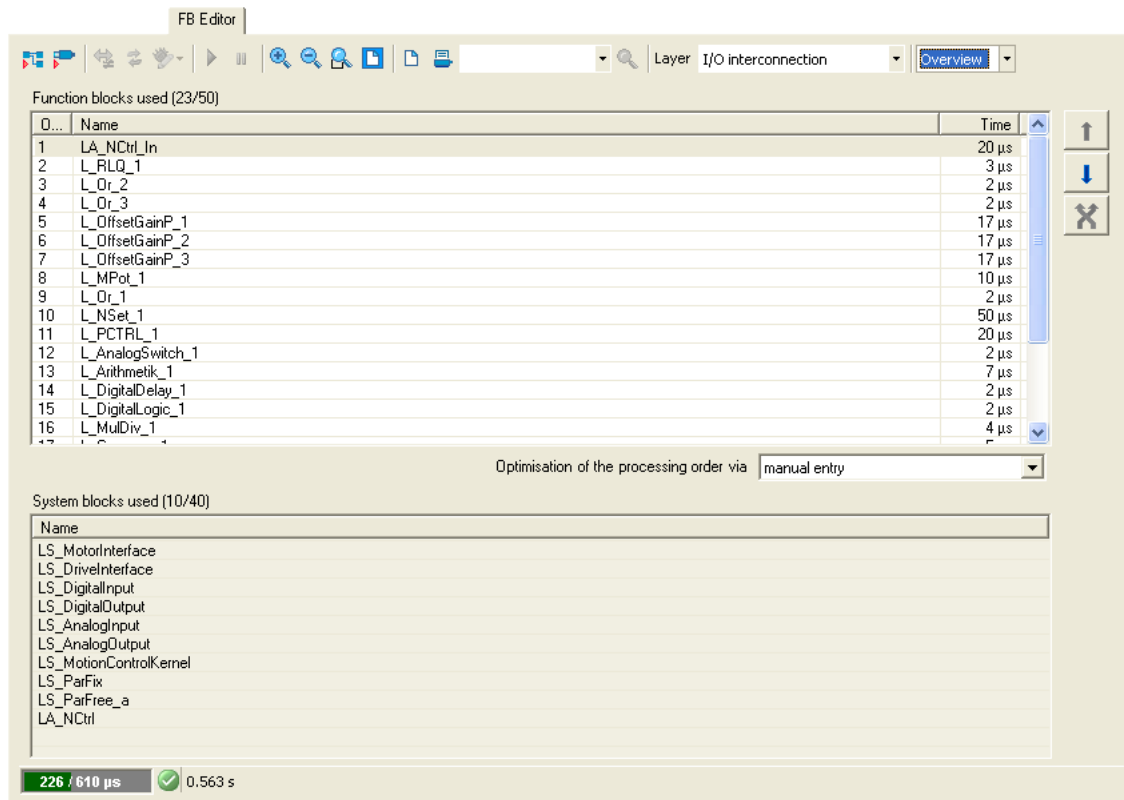 FB Editor
Layer I/O interconnection Overview
Function blocks used (23/50)
O... Name Time
1 LA_NCtrl_In 20 µs
2 L_RLQ_1 3 µs
3 L_Or_2 2 µs
4 L_Or_3 2 µs
5 L_OffsetGainP_1 17 µs
6 L_OffsetGainP_2 17 µs
7 L_OffsetGainP_3 17 µs
8 L_MPot_1 10 µs
9 L_Or_1 2 µs
10 L_NSet_1 50 µs
11 L_PCTRL_1 20 µs
12 L_AnalogSwitch_1 2 µs
13 L_Arithmetik_1 7 µs
14 L_DigitalDelay_1 2 µs
15 L_DigitalLogic_1 2 µs
16 L_MulDiv_1 4 µs
Optimisation of the processing order via manual entry
System blocks used (10/40)
Name
LS_MotorInterface
LS_DriveInterface
LS_DigitalInput
LS_DigitalOutput
LS_AnalogInput
LS_AnalogOutput
LS_MotionControlKernel
LS_ParFix
LS_ParFree_a
LA_NCtrl
226 / 610 µs 0.563 s